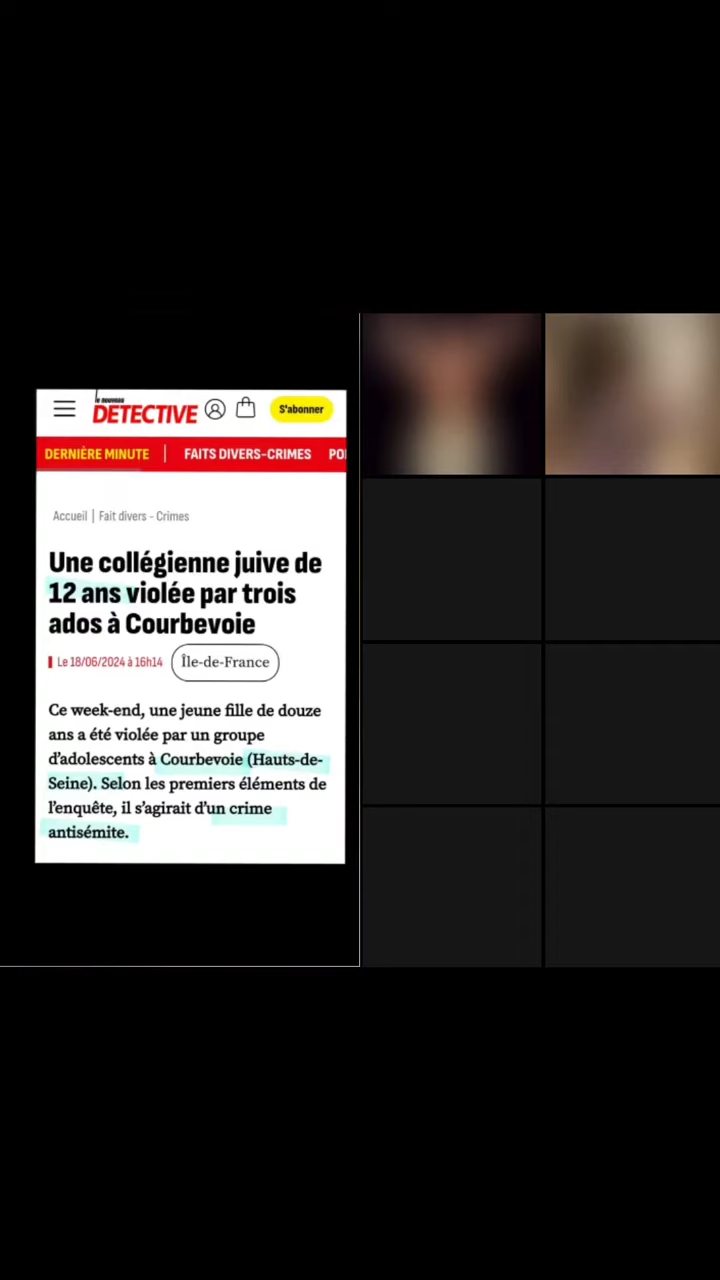 le nouveau
DETECTIVE
S'abonner
DERNIÈRE MINUTE | FAITS DIVERS-CRIMES PO
Accueil | Fait divers - Crimes
Une collégienne juive de
12 ans violée par trois
ados à Courbevoie
Le 18/06/2024 à 16h14 Île-de-France
Ce week-end, une jeune fille de douze
ans a été violée par un groupe
d'adolescents à Courbevoie (Hauts-de-
Seine). Selon les premiers éléments de
l'enquête, il s'agirait d'un crime
antisémite.